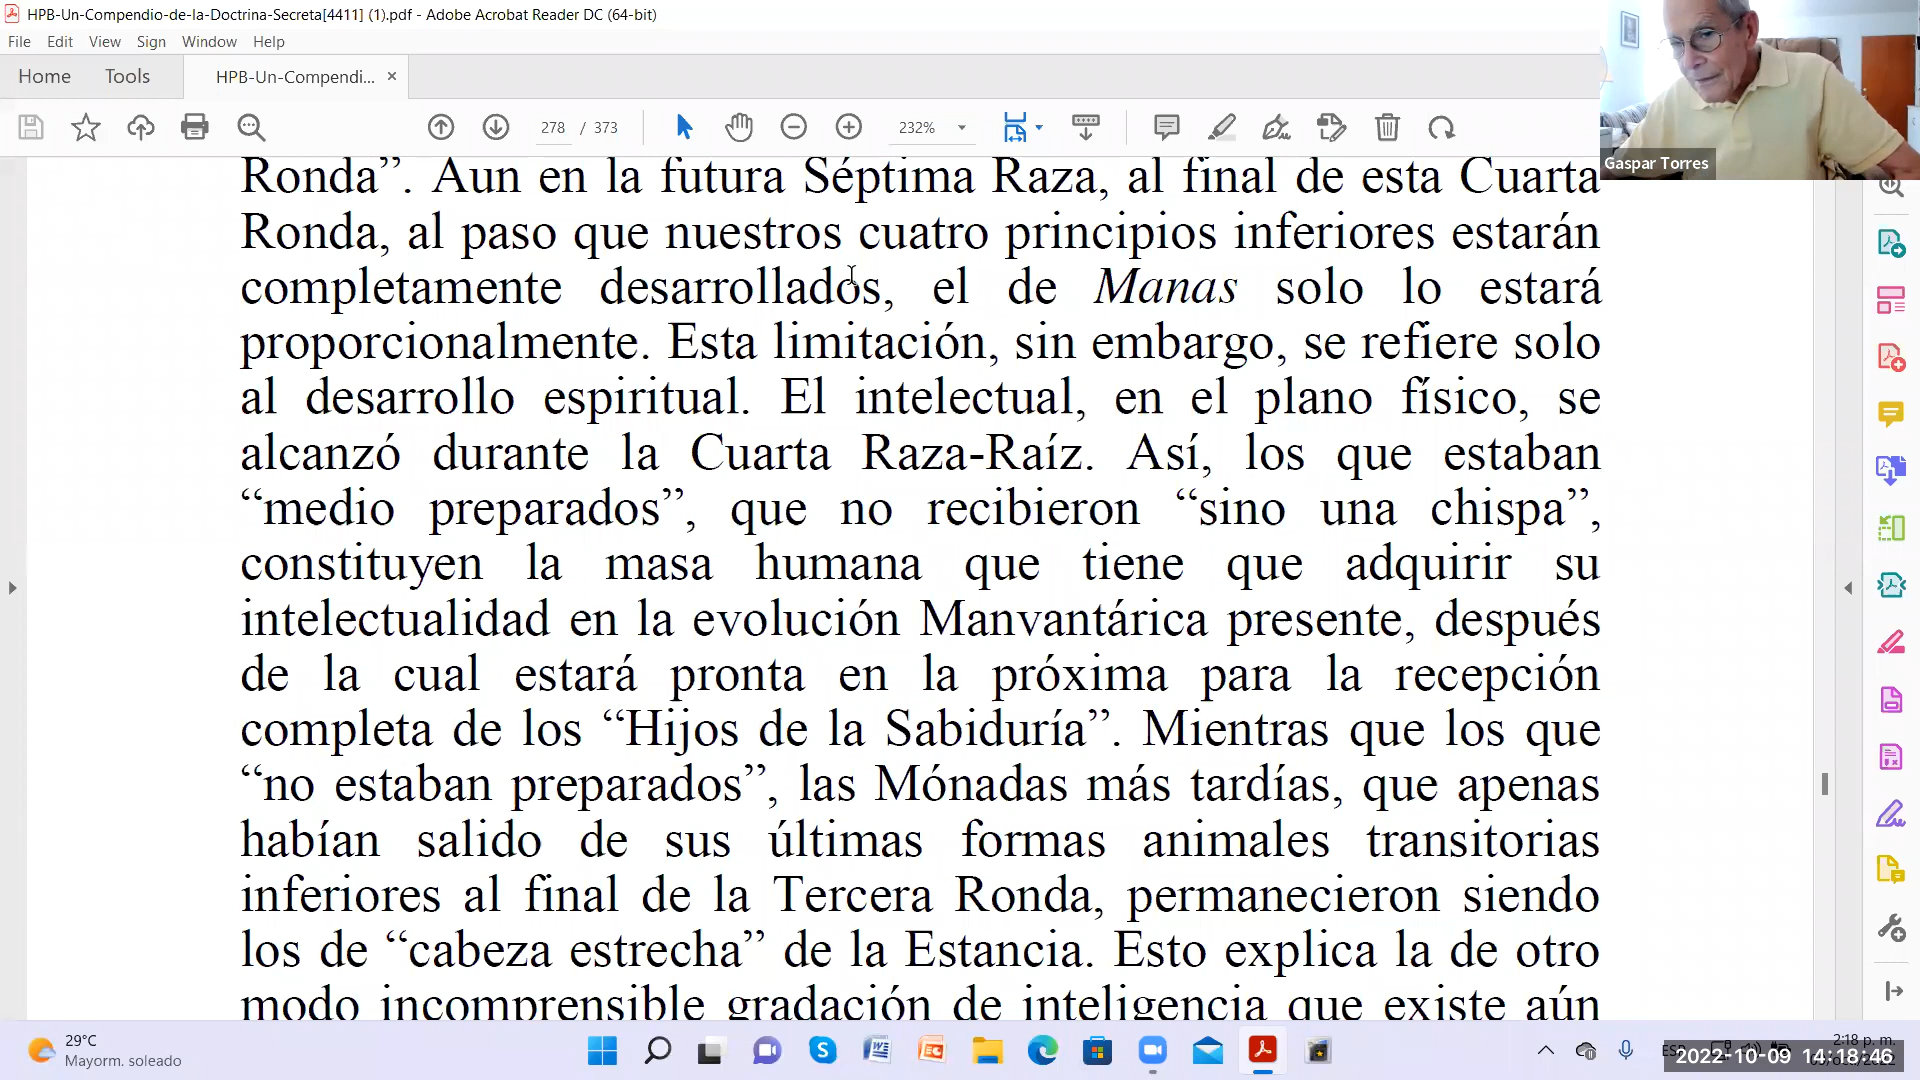 HPB-Un-Compendio-de-la-Doctrina-Secreta[4411] (1).pdf - Adobe Acrobat Reader DC (64-bit)
File Edit View Sign Window Help
Home Tools HPB-Un-Compendi... ×
278 / 373 232%
Gaspar Torres
Ronda”. Aun en la futura Séptima Raza, al final de esta Cuarta
Ronda, al paso que nuestros cuatro principios inferiores estarán
completamente desarrollados, el de Manas solo lo estará
proporcionalmente. Esta limitación, sin embargo, se refiere solo
al desarrollo espiritual. El intelectual, en el plano físico, se
alcanzó durante la Cuarta Raza-Raíz. Así, los que estaban
“medio preparados”, que no recibieron “sino una chispa”,
constituyen la masa humana que tiene que adquirir su
intelectualidad en la evolución Manvantárica presente, después
de la cual estará pronta en la próxima para la recepción
completa de los “Hijos de la Sabiduría”. Mientras que los que
“no estaban preparados”, las Mónadas más tardías, que apenas
habían salido de sus últimas formas animales transitorias
inferiores al final de la Tercera Ronda, permanecieron siendo
los de “cabeza estrecha” de la Estancia. Esto explica la de otro
modo incomprensible gradación de inteligencia que existe aún
29°C
Mayorm. soleado
2:18 p. m.
2022-10-09 14:18:46